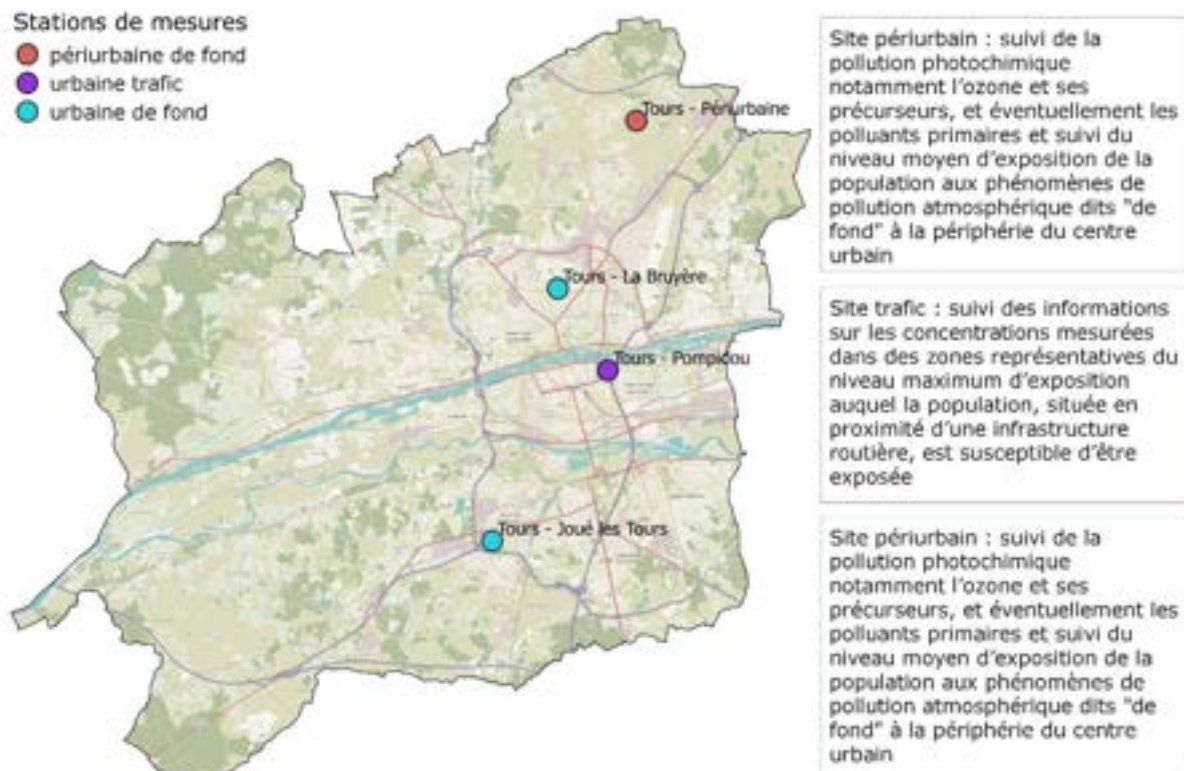 Stations de mesures
périurbaine de fond
urbaine trafic
urbaine de fond
Tours - Périurbaine
Tours - La Bruyère
Tours - Pompidou
Tours - Joué les Tours
Site périurbain : suivi de la
pollution photochimique
notamment l'ozone et ses
précurseurs, et éventuellement les
polluants primaires et suivi du
niveau moyen d'exposition de la
population aux phénomènes de
pollution atmosphérique dits "de
fond" à la périphérie du centre
urbain
Site trafic : suivi des informations
sur les concentrations mesurées
dans des zones représentatives du
niveau maximum d'exposition
auquel la population, située en
proximité d'une infrastructure
routière, est susceptible d'être
exposée
Site périurbain : suivi de la
pollution photochimique
notamment l'ozone et ses
précurseurs, et éventuellement les
polluants primaires et suivi du
niveau moyen d'exposition de la
population aux phénomènes de
pollution atmosphérique dits "de
fond" à la périphérie du centre
urbain